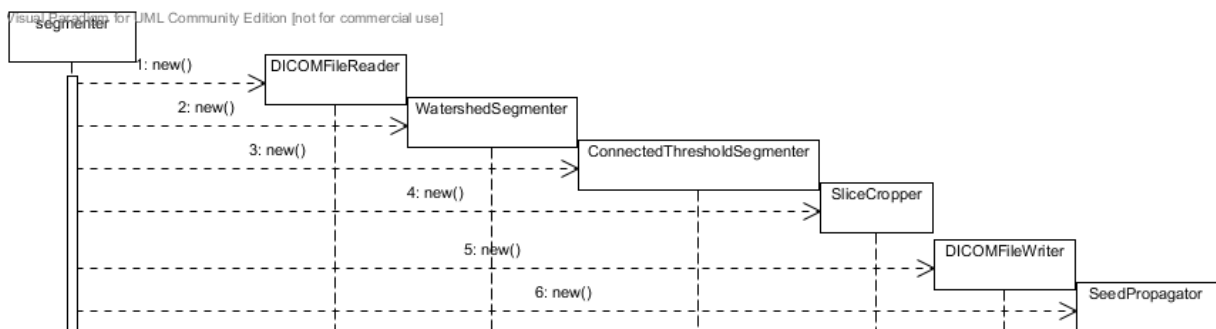 Visual Paradigm for UML Community Edition [not for commercial use]
segmenter
1: new()
DICOMFileReader
2: new()
WatershedSegmenter
3: new()
ConnectedThresholdSegmenter
4: new()
SliceCropper
5: new()
DICOMFileWriter
6: new()
SeedPropagator